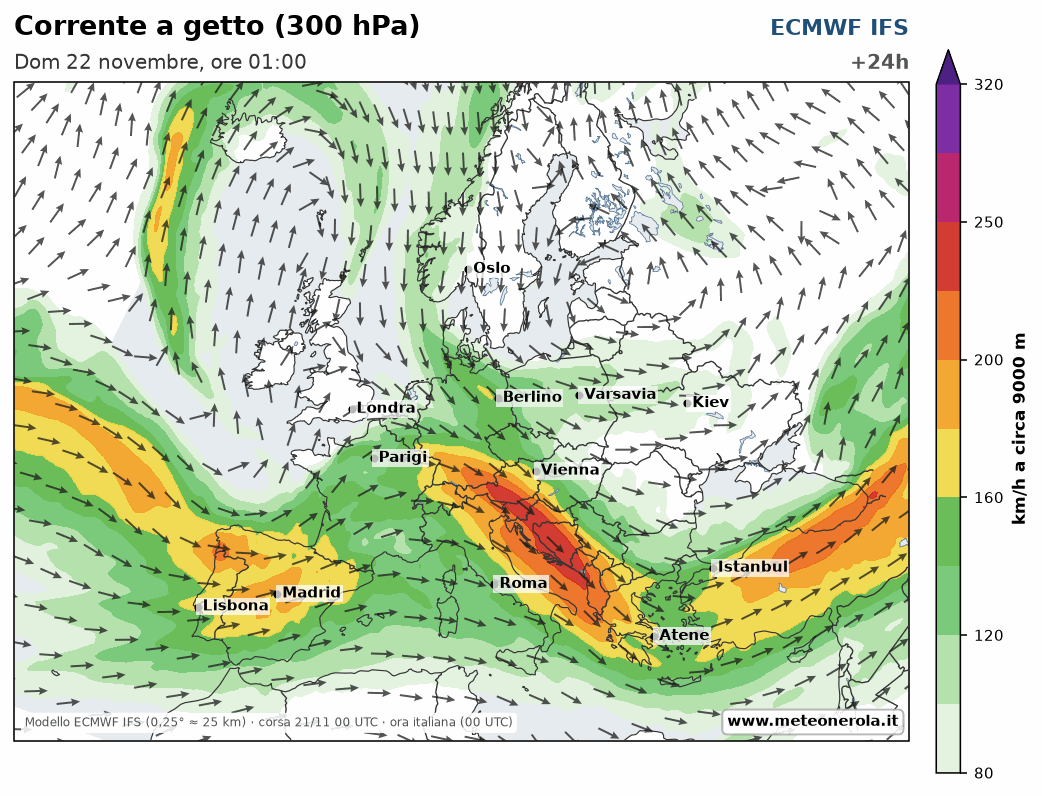 Corrente a getto (300 hPa)
ECMWF IFS
Dom 22 novembre, ore 01:00
+24h
320
250
200
160
120
80
km/h a circa 9000 m
Oslo
Berlino
Varsavia
Kiev
Londra
Parigi
Vienna
Istanbul
Roma
Madrid
Lisbona
Atene
Modello ECMWF IFS (0,25° ≈ 25 km) · corsa 21/11 00 UTC · ora italiana (00 UTC)
www.meteonerola.it